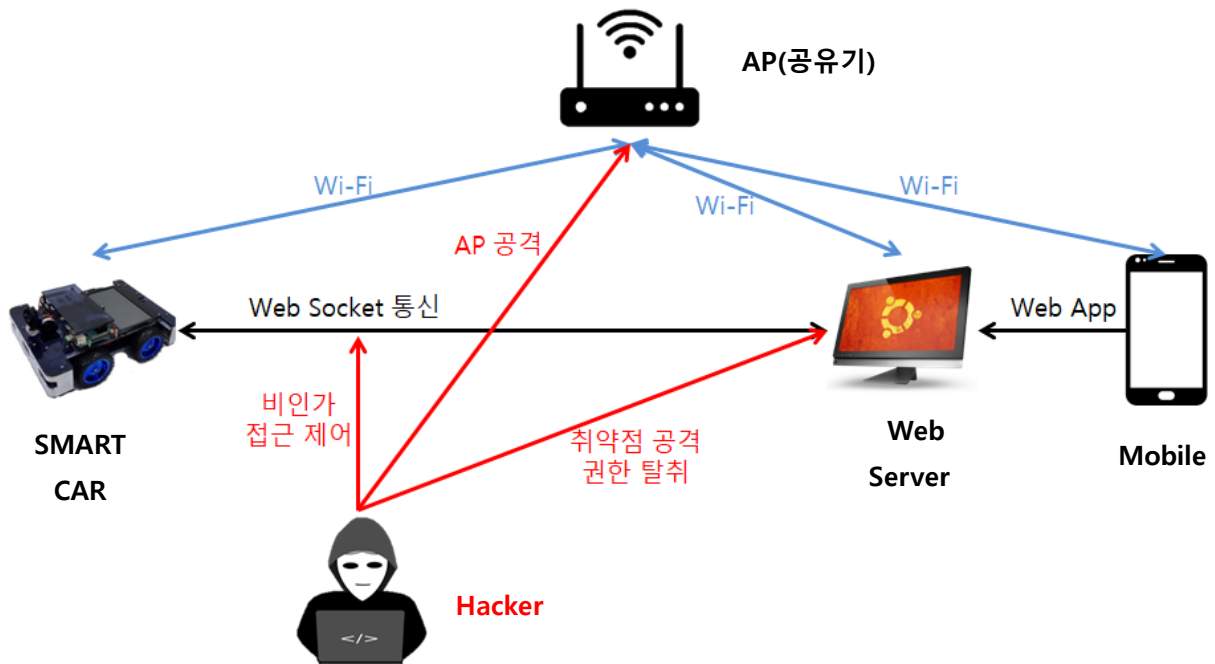 AP(공유기)
Wi-Fi
Wi-Fi
Wi-Fi
AP 공격
Web Socket 통신
Web App
비인가
접근 제어
취약점 공격
권한 탈취
SMART
CAR
Web
Server
Mobile
Hacker
</>